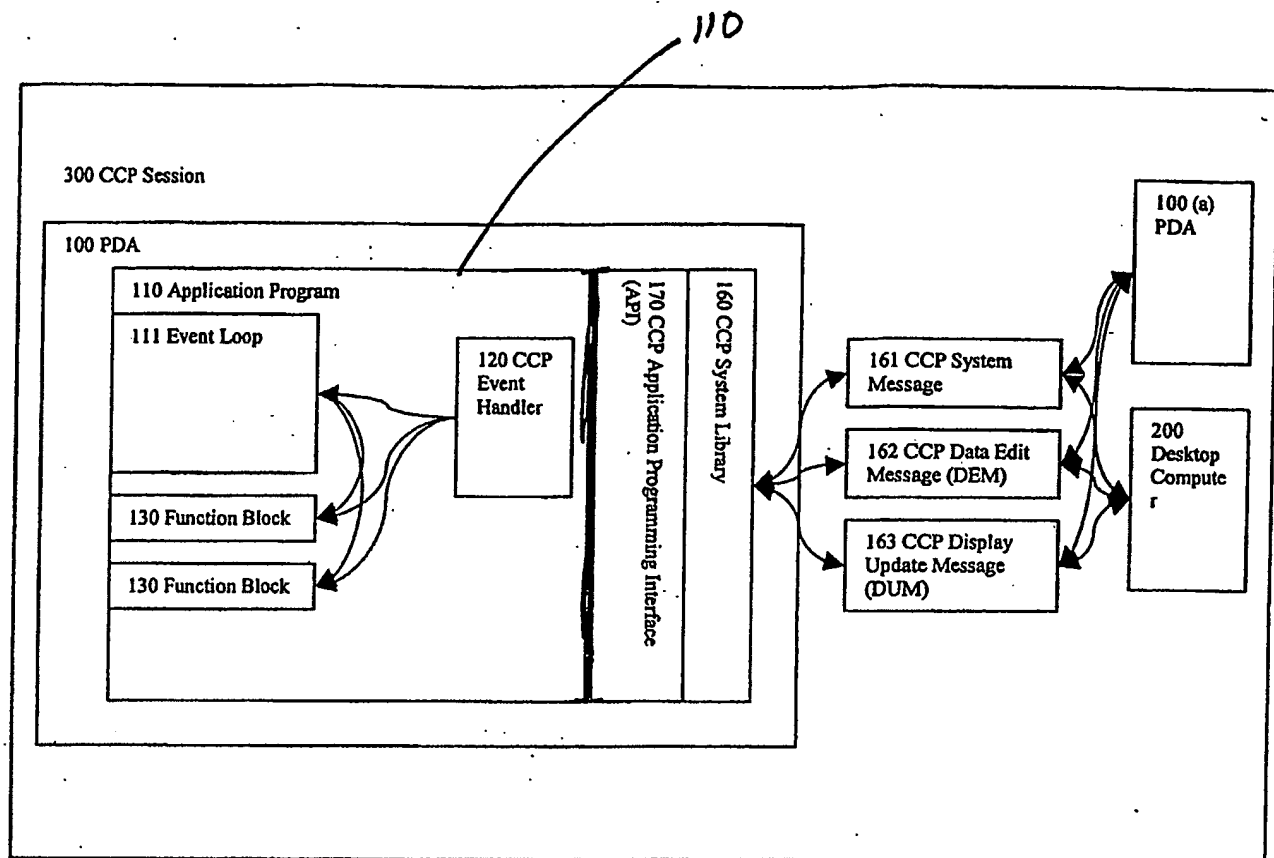 110
300 CCP Session
100 PDA
110 Application Program
111 Event Loop
120 CCP
Event
Handler
130 Function Block
130 Function Block
170 CCP Application Programming Interface
(API)
160 CCP System Library
161 CCP System
Message
162 CCP Data Edit
Message (DEM)
163 CCP Display
Update Message
(DUM)
100 (a)
PDA
200
Desktop
Compute
r